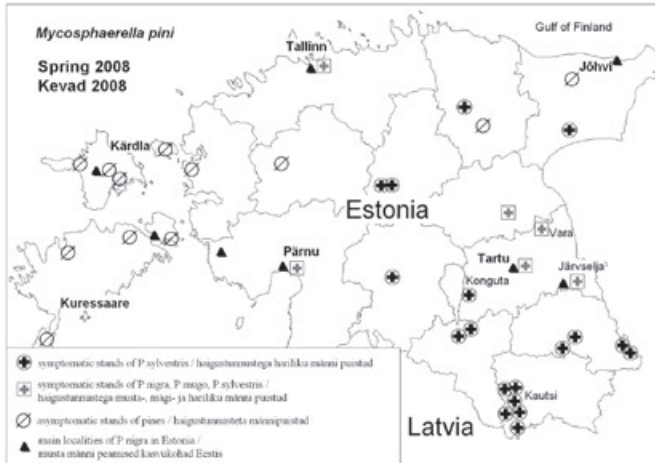 Mycosphaerella pini
Spring 2008
Kevad 2008
Gulf of Finland
Tallinn
Jõhvi
Kärdla
Estonia
Vara
Pärnu
Tartu
Järvselja
Konguta
Kuressaare
Kautsi
Latvia
symptomatic stands of P.sylvestris / haigustunnustega hariliku männi puistud
symptomatic stands of P.nigra, P.mugo, P.sylvestris /
haigustunnustega musta-, mägi- ja hariliku männi puistud
asymptomatic stands of pines / haigustunnusteta männipuistud
main localities of P.nigra in Estonia /
musta männi peamised kasvukohad Eestis